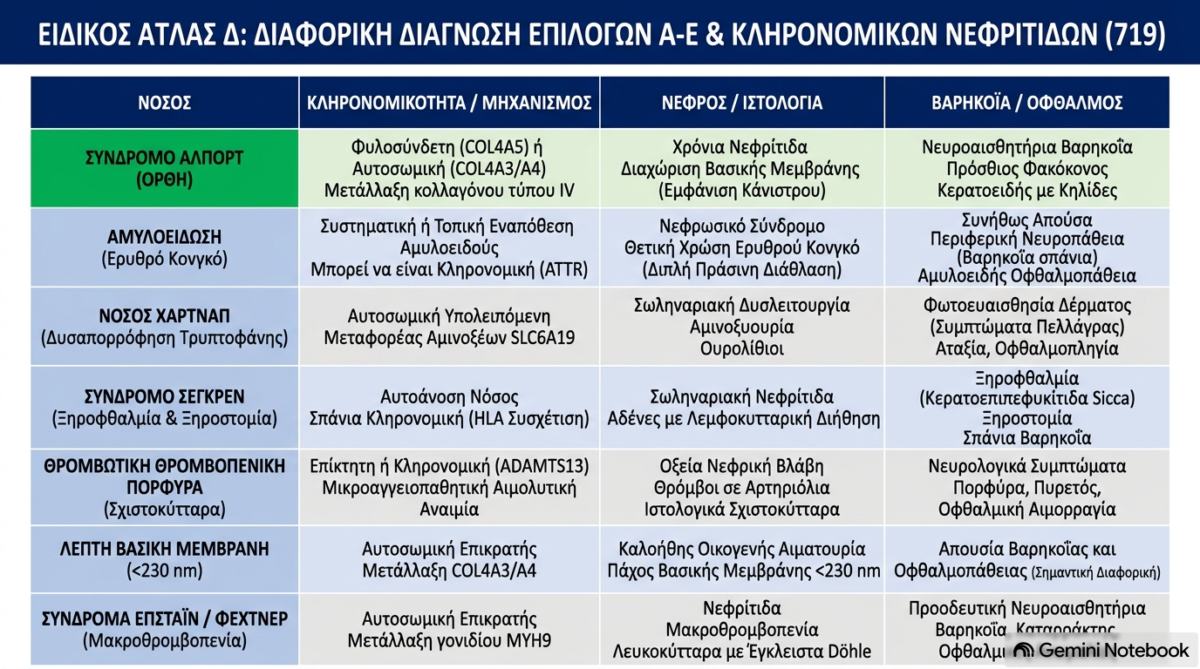 ΕΙΔΙΚΟΣ ΑΤΛΑΣ Δ: ΔΙΑΦΟΡΙΚΗ ΔΙΑΓΝΩΣΗ ΕΠΙΛΟΓΩΝ Α-Ε & ΚΛΗΡΟΝΟΜΙΚΩΝ ΝΕΦΡΙΤΙΔΩΝ (719)
ΝΟΣΟΣ
ΚΛΗΡΟΝΟΜΙΚΟΤΗΤΑ / ΜΗΧΑΝΙΣΜΟΣ
ΝΕΦΡΟΣ / ΙΣΤΟΛΟΓΙΑ
ΒΑΡΗΚΟΪΑ / ΟΦΘΑΛΜΟΣ
ΣΥΝΔΡΟΜΟ ΑΛΠΟΡΤ
(ΟΡΘΗ)
Φυλοσύνδετη (COL4A5) ή
Αυτοσωμική (COL4A3/A4)
Μετάλλαξη κολλαγόνου τύπου IV
Χρόνια Νεφρίτιδα
Διαχώριση Βασικής Μεμβράνης
(Εμφάνιση Κάνιστρου)
Νευροαισθητήρια Βαρηκοΐα
Πρόσθιος Φακόκονος
Κερατοειδής με Κηλίδες
ΑΜΥΛΟΕΙΔΩΣΗ
(Ερυθρό Κονγκό)
Συστηματική ή Τοπική Εναπόθεση
Αμυλοειδούς
Μπορεί να είναι Κληρονομική (ATTR)
Νεφρωσικό Σύνδρομο
Θετική Χρώση Ερυθρού Κονγκό
(Διπλή Πράσινη Διάθλαση)
Συνήθως Απούσα
Περιφερική Νευροπάθεια
(Βαρηκοΐα σπάνια)
Αμυλοειδής Οφθαλμοπάθεια
ΝΟΣΟΣ ΧΑΡΤΝΑΠ
(Δυσαπορρόφηση Τρυπτοφάνης)
Αυτοσωμική Υπολειπόμενη
Μεταφορέας Αμινοξέων SLC6A19
Σωληναριακή Δυσλειτουργία
Αμινοξυουρία
Ουρολίθιοι
Φωτοευαισθησία Δέρματος
(Συμπτώματα Πελλάγρας)
Αταξία, Οφθαλμοπληγία
ΣΥΝΔΡΟΜΟ ΣΕΓΚΡΕΝ
(Ξηροφθαλμία & Ξηροστομία)
Αυτοάνοση Νόσος
Σπάνια Κληρονομική (HLA Συσχέτιση)
Σωληναριακή Νεφρίτιδα
Αδένες με Λεμφοκυτταρική Διήθηση
Ξηροφθαλμία
(Κερατοεπιπεφυκίτιδα Sicca)
Ξηροστομία
Σπάνια Βαρηκοΐα
ΘΡΟΜΒΩΤΙΚΗ ΘΡΟΜΒΟΠΕΝΙΚΗ
ΠΟΡΦΥΡΑ
(Σχιστοκύτταρα)
Επίκτητη ή Κληρονομική (ADAMTS13)
Μικροαγγειοπαθητική Αιμολυτική
Αναιμία
Οξεία Νεφρική Βλάβη
Θρόμβοι σε Αρτηριόλια
Ιστολογικά Σχιστοκύτταρα
Νευρολογικά Συμπτώματα
Πορφύρα, Πυρετός,
Οφθαλμική Αιμορραγία
ΛΕΠΤΗ ΒΑΣΙΚΗ ΜΕΜΒΡΑΝΗ
(<230 nm)
Αυτοσωμική Επικρατής
Μετάλλαξη COL4A3/A4
Καλοήθης Οικογενής Αιματουρία
Πάχος Βασικής Μεμβράνης <230 nm
Απουσία Βαρηκοΐας και
Οφθαλμοπάθειας (Σημαντική Διαφορική)
ΣΥΝΔΡΟΜΑ ΕΠΣΤΑΪΝ / ΦΕΧΤΝΕΡ
(Μακροθρομβοπενία)
Αυτοσωμική Επικρατής
Μετάλλαξη γονιδίου MYH9
Νεφρίτιδα
Μακροθρομβοπενία
Λευκοκύτταρα με Έγκλειστα Döhle
Προοδευτική Νευροαισθητήρια
Βαρηκοΐα, Καταρράκτης
Gemini Notebook